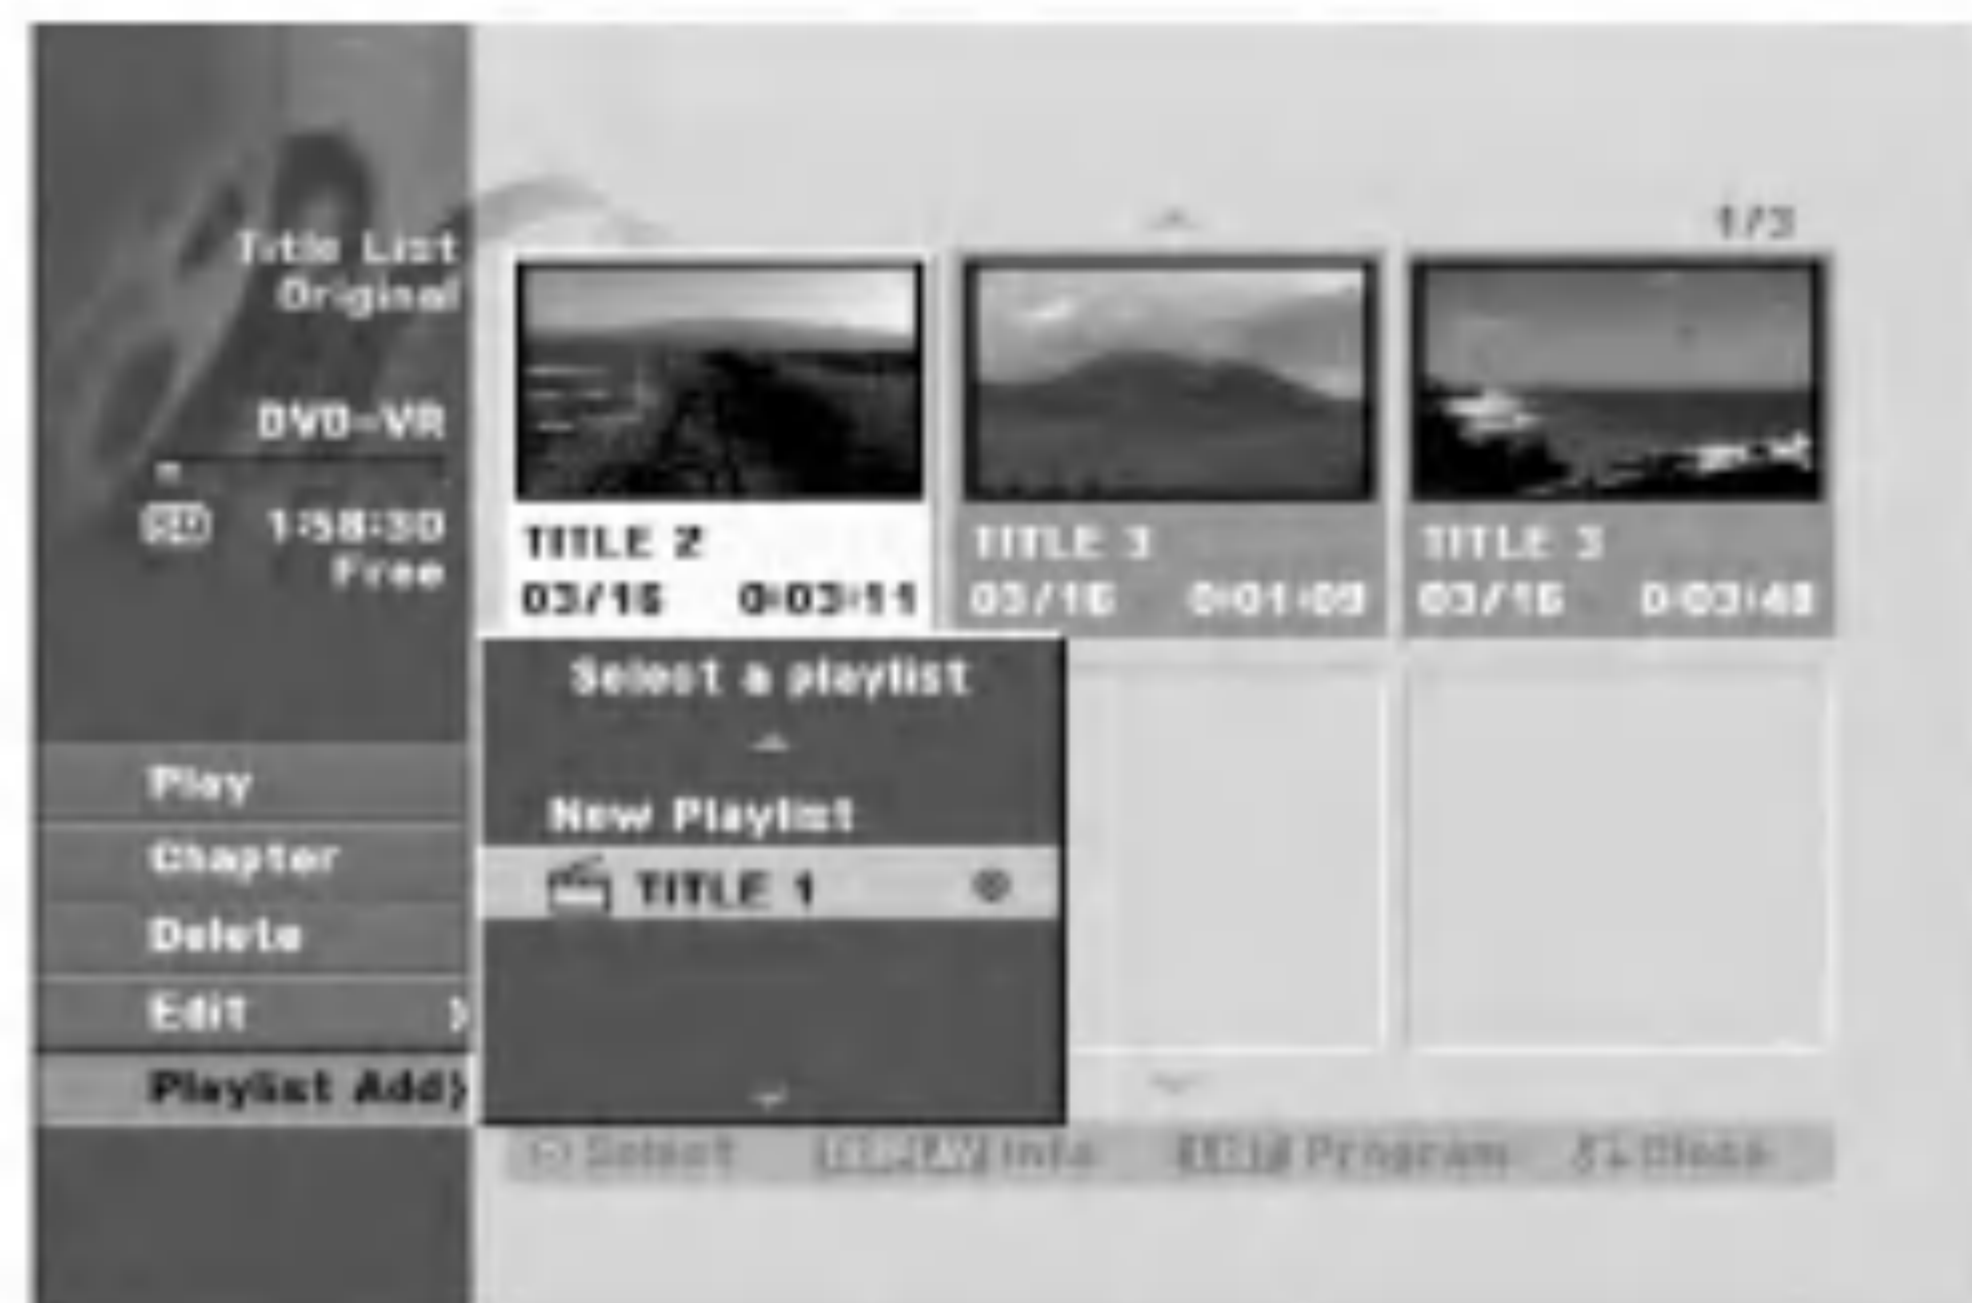 Title List
Original
DVD-VR
1:58:30
Free
Play
Chapter
Delete
Edit >
Playlist Add>
1/3
TITLE 2
03/16 0:03:11
TITLE 3
03/16 0:01:09
TITLE 3
03/16 0:03:48
Select a playlist
New Playlist
TITLE 1
Select
Info
Program
Close